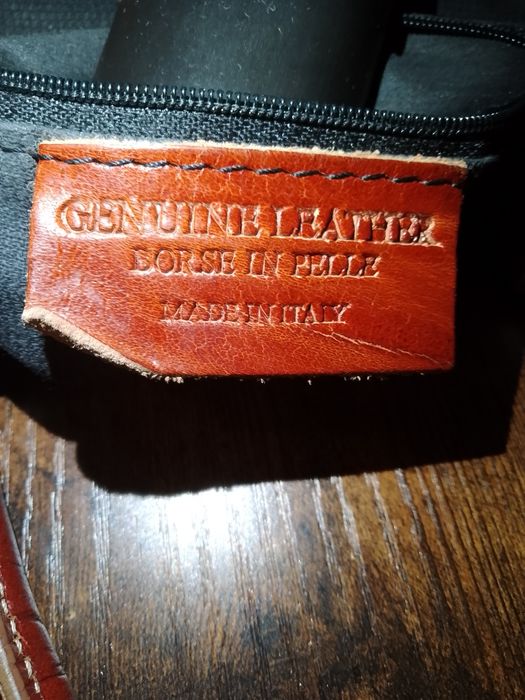 GENUINE LEATHER
BORSE IN PELLE
MADE IN ITALY